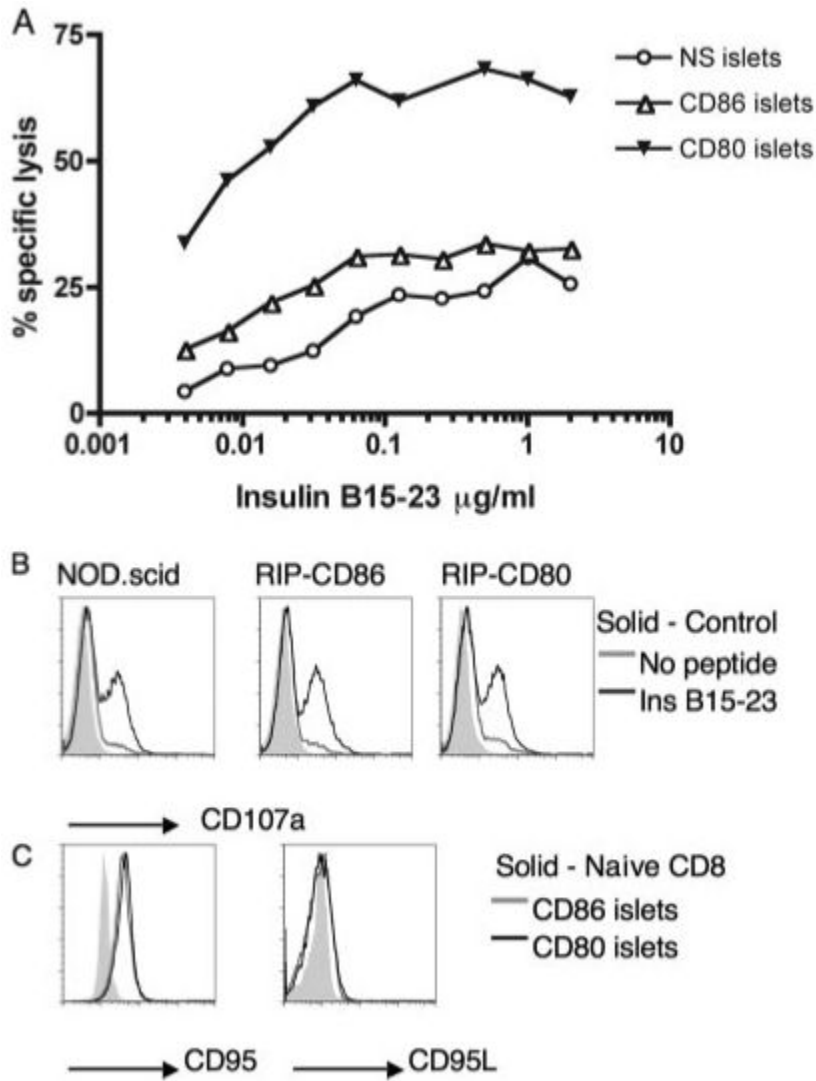 A
75
50
25
0
% specific lysis
0.001 0.01 0.1 1 10
Insulin B15-23 μg/ml
NS islets
CD86 islets
CD80 islets
B
NOD.scid RIP-CD86 RIP-CD80
Solid - Control
No peptide
Ins B15-23
CD107a
C
Solid - Naive CD8
CD86 islets
CD80 islets
CD95 CD95L